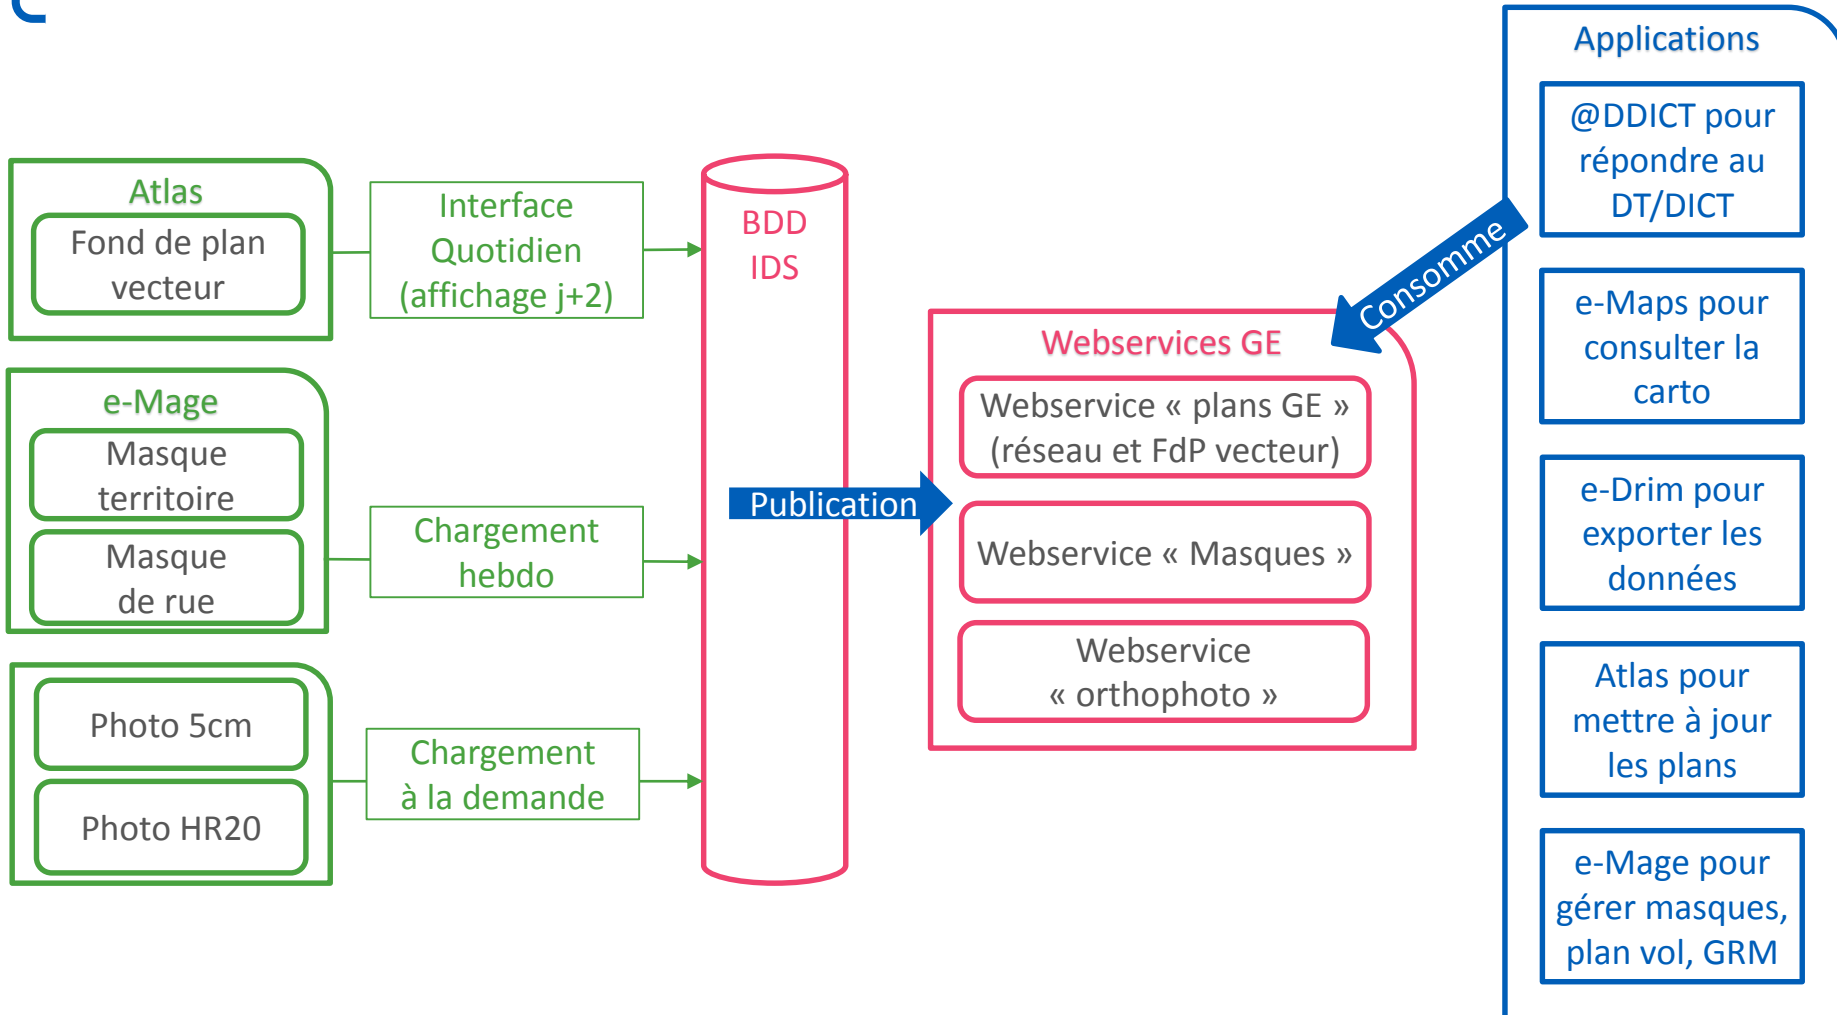 Atlas
Fond de plan
vecteur
e-Mage
Masque
territoire
Masque
de rue
Photo 5cm
Photo HR20
Interface
Quotidien
(affichage j+2)
Chargement
hebdo
Chargement
à la demande
BDD
IDS
Publication
Webservices GE
Webservice « plans GE »
(réseau et FdP vecteur)
Webservice « Masques »
Webservice
« orthophoto »
Consomme
Applications
@DDICT pour
répondre au
DT/DICT
e-Maps pour
consulter la
carto
e-Drim pour
exporter les
données
Atlas pour
mettre à jour
les plans
e-Mage pour
gérer masques,
plan vol, GRM